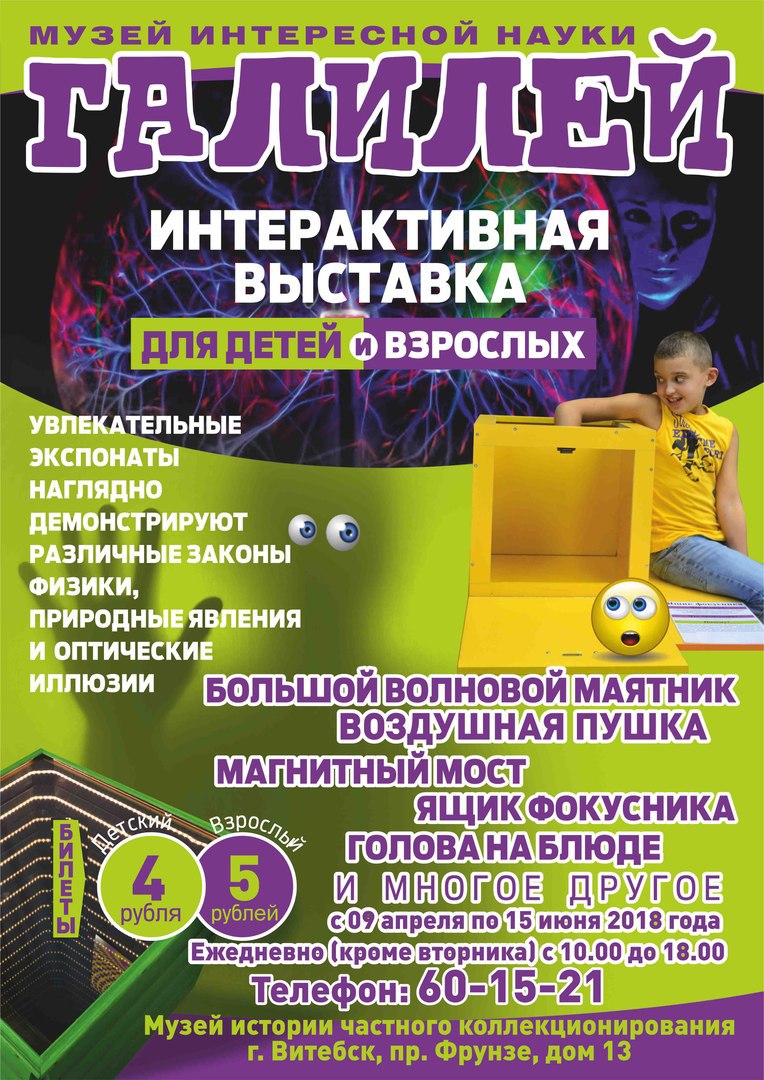 МУЗЕЙ ИНТЕРЕСНОЙ НАУКИ
ГАЛИЛЕЙ
ИНТЕРАКТИВНАЯ
ВЫСТАВКА
ДЛЯ ДЕТЕЙ И ВЗРОСЛЫХ
УВЛЕКАТЕЛЬНЫЕ
ЭКСПОНАТЫ
НАГЛЯДНО
ДЕМОНСТРИРУЮТ
РАЗЛИЧНЫЕ ЗАКОНЫ
ФИЗИКИ,
ПРИРОДНЫЕ ЯВЛЕНИЯ
И ОПТИЧЕСКИЕ
ИЛЛЮЗИИ
БОЛЬШОЙ ВОЛНОВОЙ МАЯТНИК
ВОЗДУШНАЯ ПУШКА
МАГНИТНЫЙ МОСТ
ЯЩИК ФОКУСНИКА
ГОЛОВА НА БЛЮДЕ
И МНОГОЕ ДРУГОЕ
БИЛЕТЫ
Детский
4
рубля
Взрослый
5
рублей
с 09 апреля по 15 июня 2018 года
Ежедневно (кроме вторника) с 10.00 до 18.00
Телефон: 60-15-21
Музей истории частного коллекционирования
г. Витебск, пр. Фрунзе, дом 13